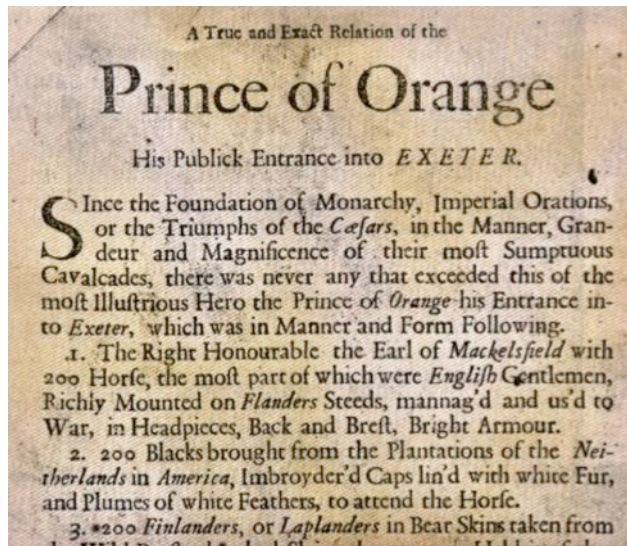 A True and Exact Relation of the
Prince of Orange
His Publick Entrance into EXETER.
SInce the Foundation of Monarchy, Imperial Orations,
or the Triumphs of the Cæſars, in the Manner, Gran-
deur and Magnificence of their moſt Sumptuous
Cavalcades, there was never any that exceeded this of the
moſt Illuſtrious Hero the Prince of Orange his Entrance in-
to Exeter, which was in Manner and Form Following.
1. The Right Honourable the Earl of Mackelsfield with
200 Horſe, the moſt part of which were Engliſh Gentlemen,
Richly Mounted on Flanders Steeds, mannag'd and us'd to
War, in Headpieces, Back and Breſt, Bright Armour.
2. 200 Blacks brought from the Plantations of the Nei-
therlands in America, Imbroyder'd Caps lin'd with white Fur,
and Plumes of white Feathers, to attend the Horſe.
3. 200 Finlanders, or Laplanders in Bear Skins taken from